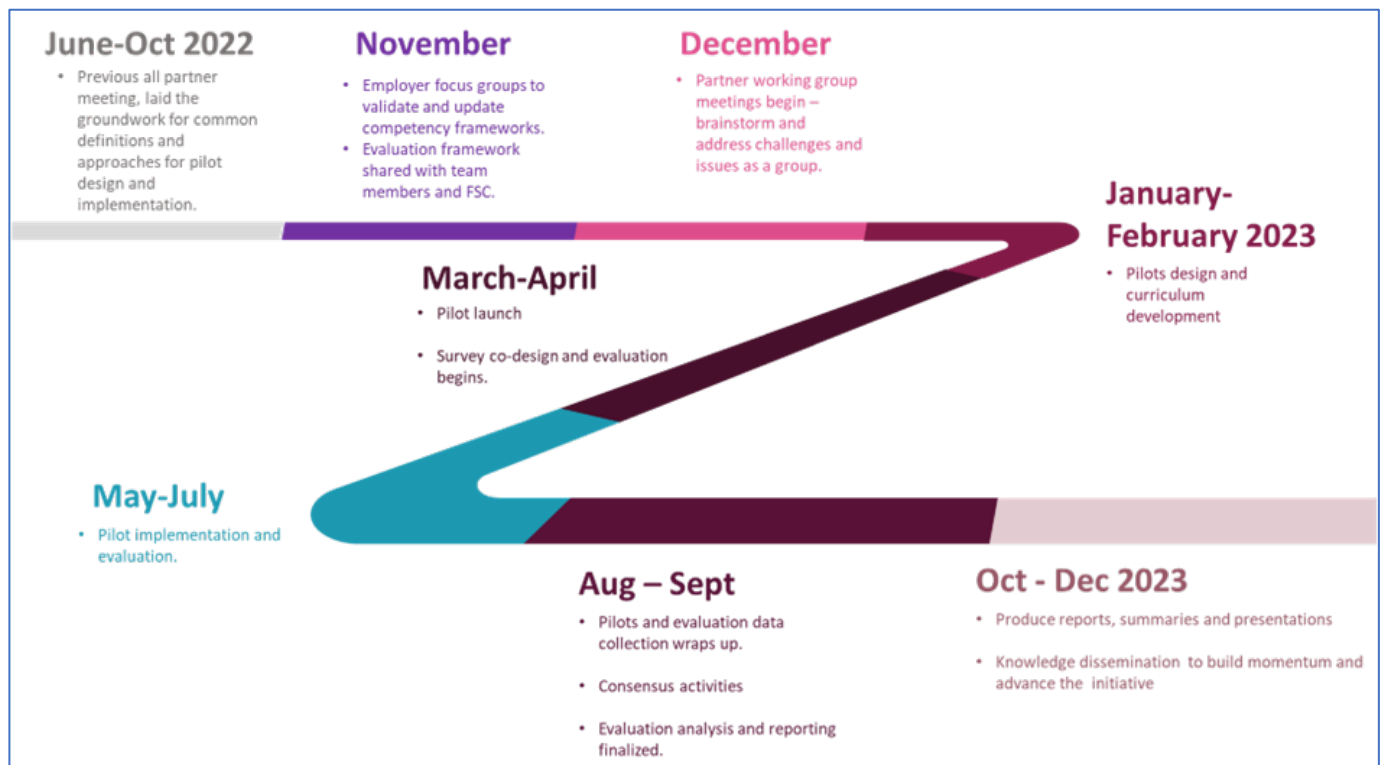 June-Oct 2022
• Previous all partner
meeting, laid the
groundwork for common
definitions and
approaches for pilot
design and
implementation.
November
• Employer focus groups to
validate and update
competency frameworks.
• Evaluation framework
shared with team
members and FSC.
December
• Partner working group
meetings begin –
brainstorm and
address challenges and
issues as a group.
January-
February 2023
• Pilots design and
curriculum
development
March-April
• Pilot launch
• Survey co-design and evaluation
begins.
May-July
• Pilot implementation and
evaluation.
Aug – Sept
• Pilots and evaluation data
collection wraps up.
• Consensus activities
• Evaluation analysis and reporting
finalized.
Oct - Dec 2023
• Produce reports, summaries and presentations
• Knowledge dissemination to build momentum and
advance the initiative